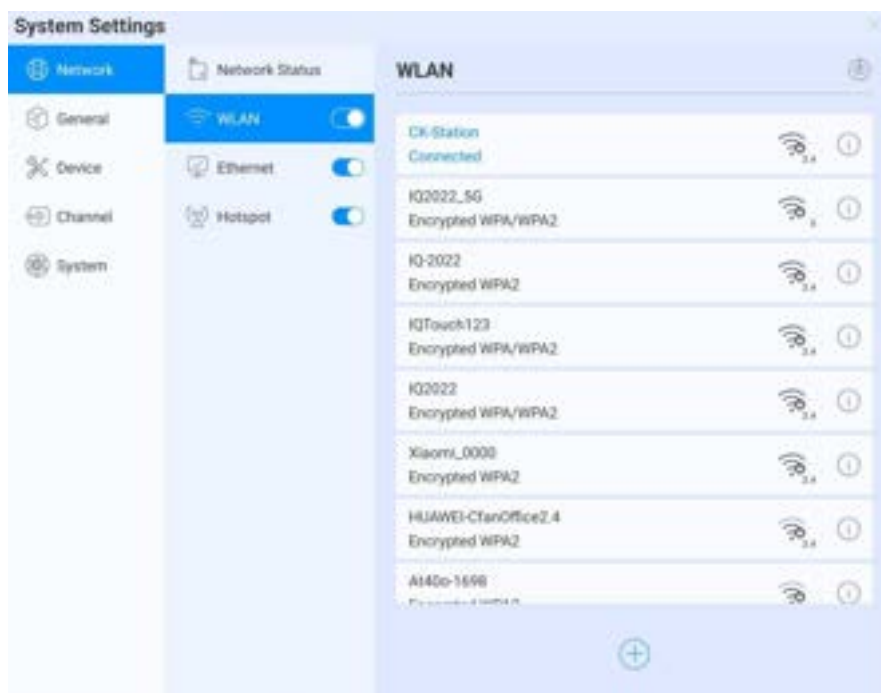 System Settings
Network
General
Device
Channel
System
Network Status
WLAN
Ethernet
Hotspot
WLAN
CK-Station
Connected
IQ2022_5G
Encrypted WPA/WPA2
5
IQ-2022
Encrypted WPA2
IQTouch123
Encrypted WPA/WPA2
IQ2022
Encrypted WPA/WPA2
Xiaomi_0000
Encrypted WPA2
HUAWEI-CfanOffice2.4
Encrypted WPA2
At40o-1698